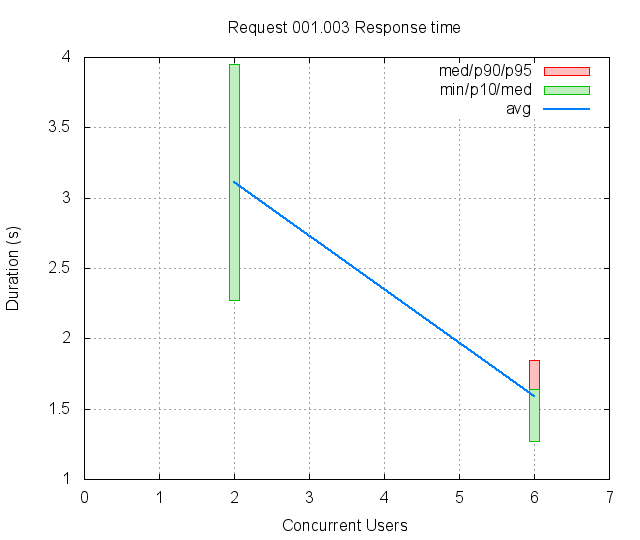 Request 001.003 Response time
med/p90/p95
min/p10/med
avg
4
3.5
3
2.5
2
1.5
1
Duration (s)
0 1 2 3 4 5 6 7
Concurrent Users